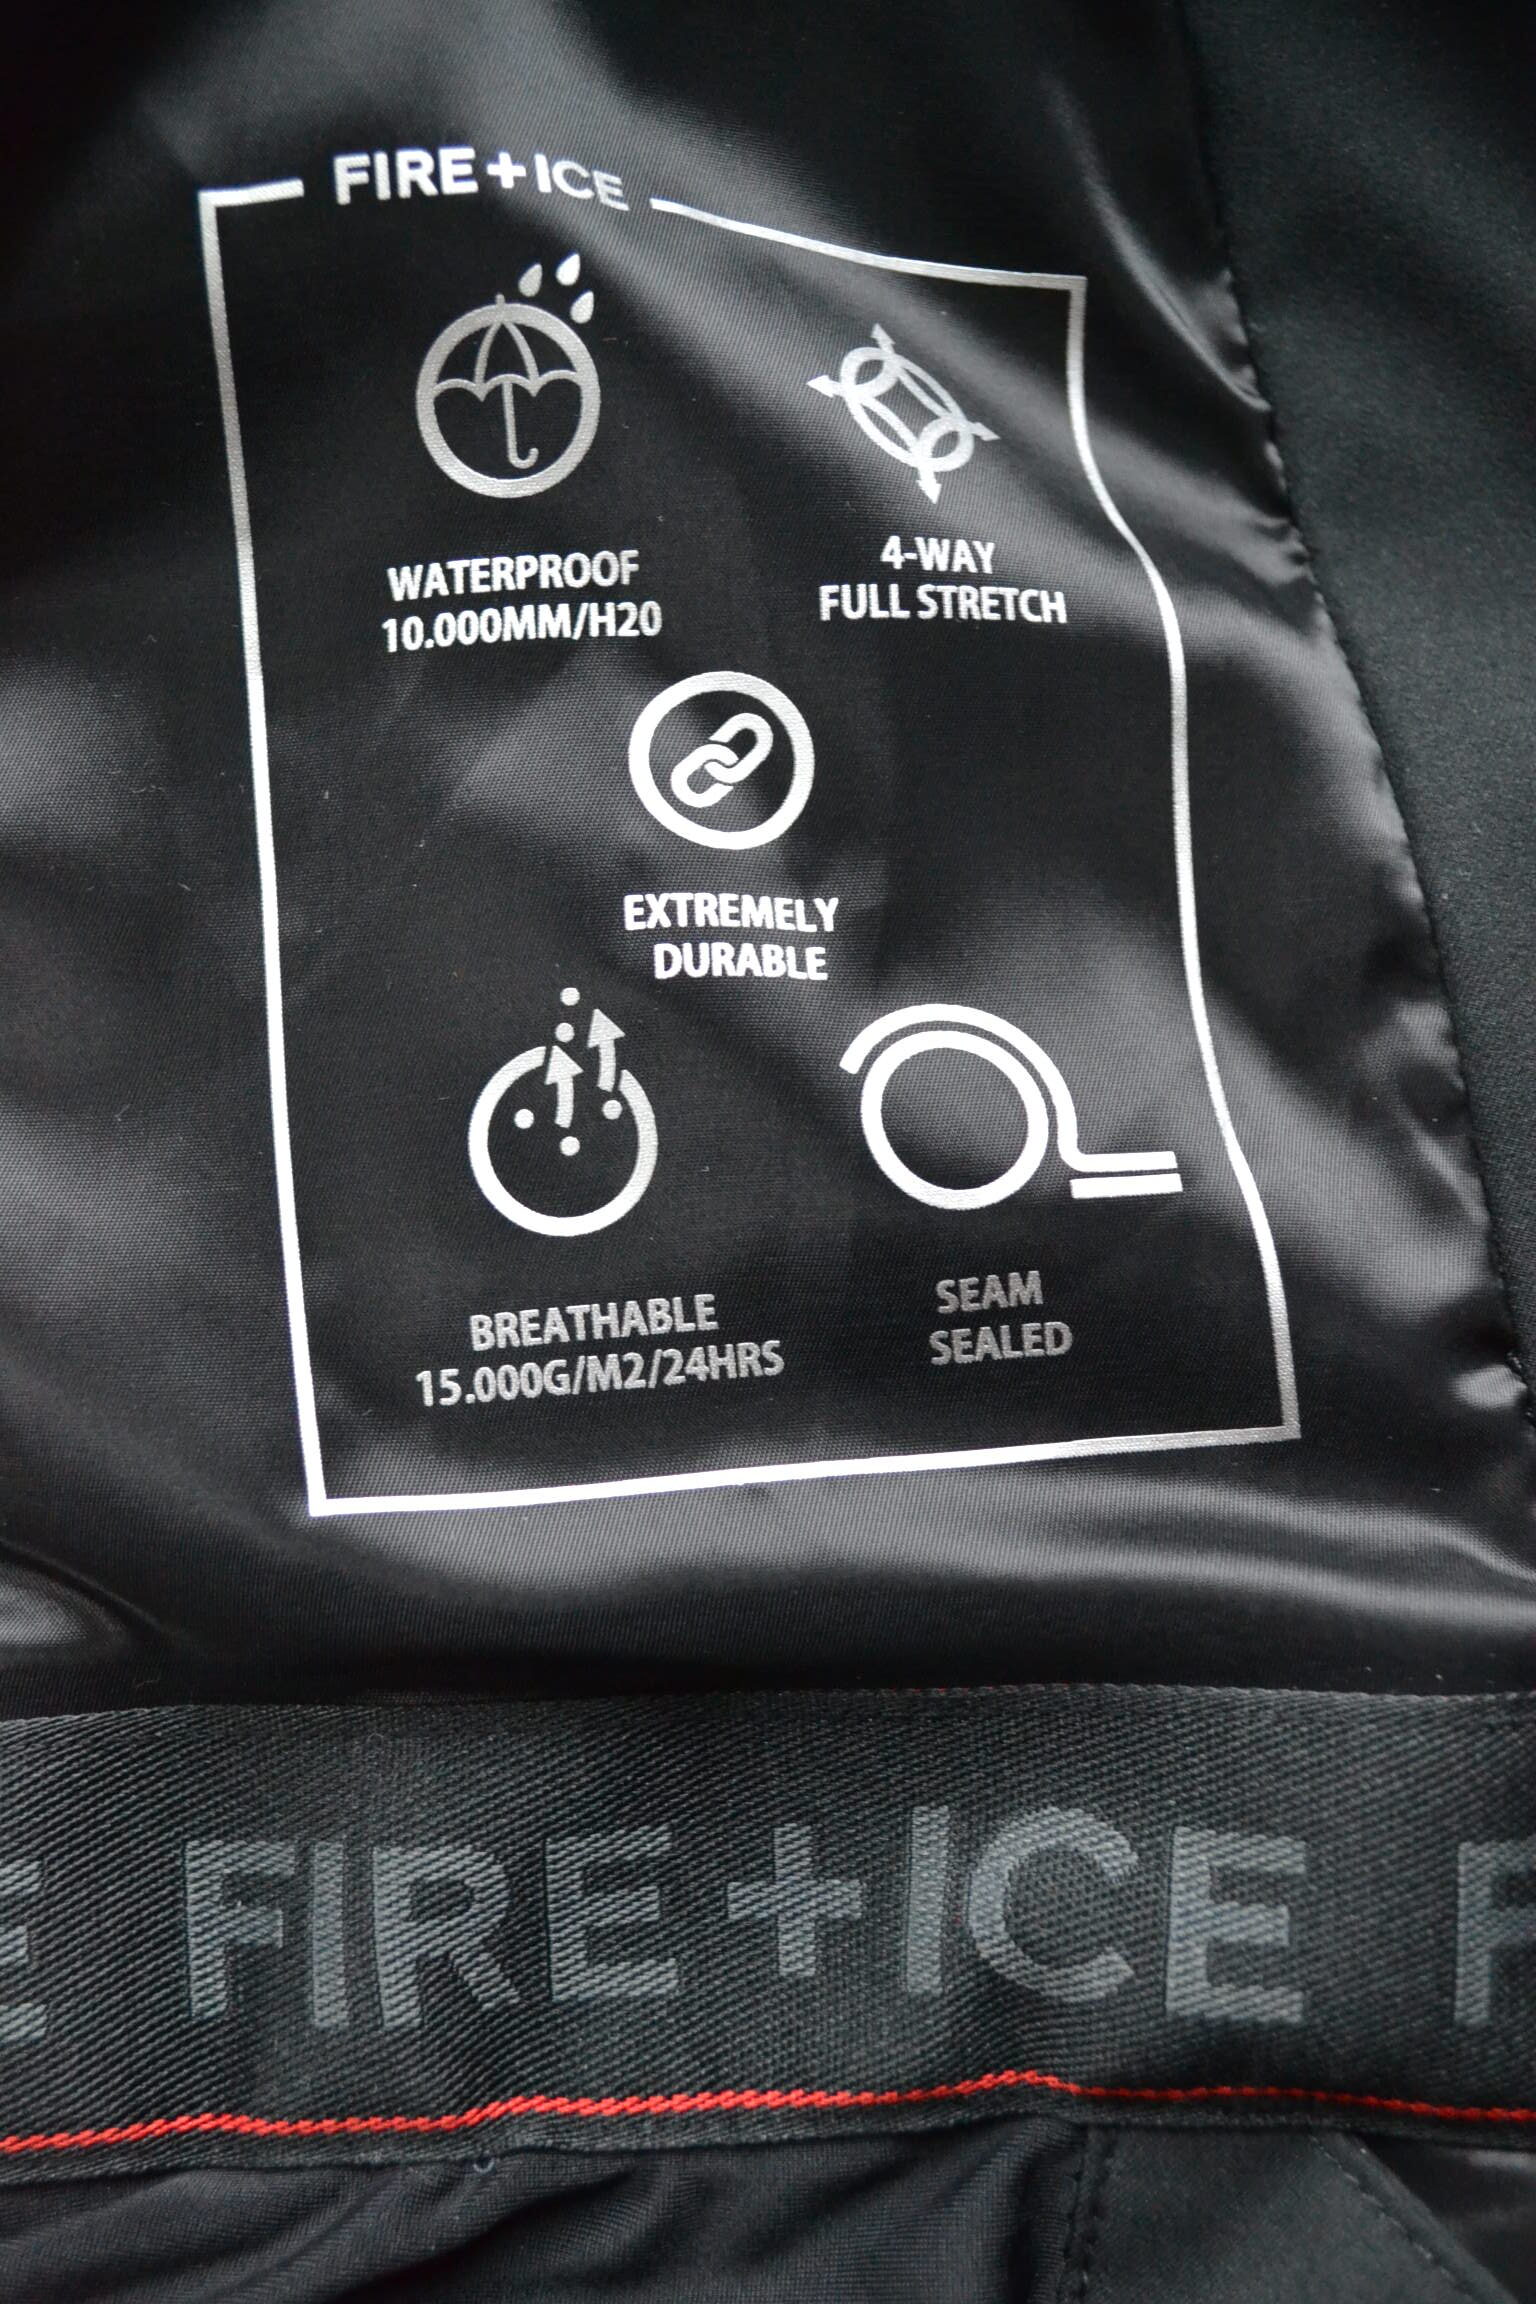 FIRE+ICE
WATERPROOF
10.000MM/H20
4-WAY
FULL STRETCH
EXTREMELY
DURABLE
BREATHABLE
15.000G/M2/24HRS
SEAM
SEALED
E FIRE+ICE F